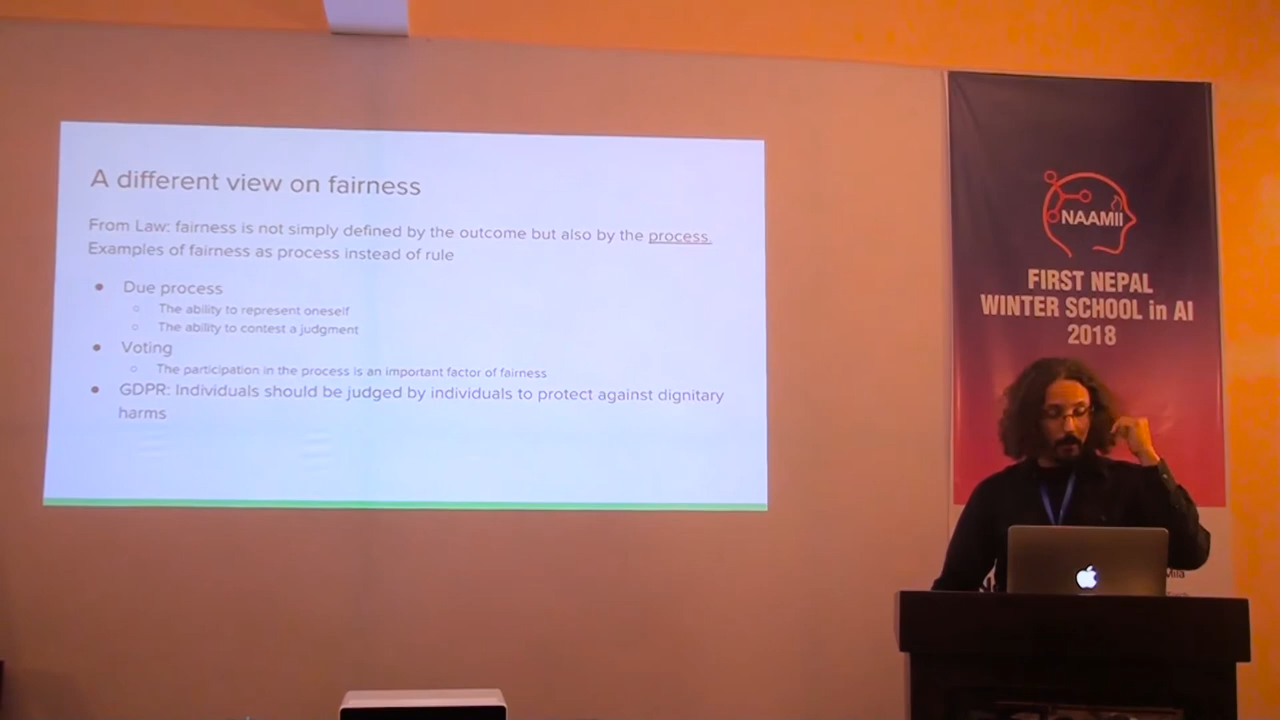 A different view on fairness
From Law: fairness is not simply defined by the outcome but also by the process.
Examples of fairness as process instead of rule
Due process
The ability to represent oneself
The ability to contest a judgment
Voting
The participation in the process is an important factor of fairness
GDPR: Individuals should be judged by individuals to protect against dignitary
harms
NAAMII
FIRST NEPAL
WINTER SCHOOL in AI
2018
Mila